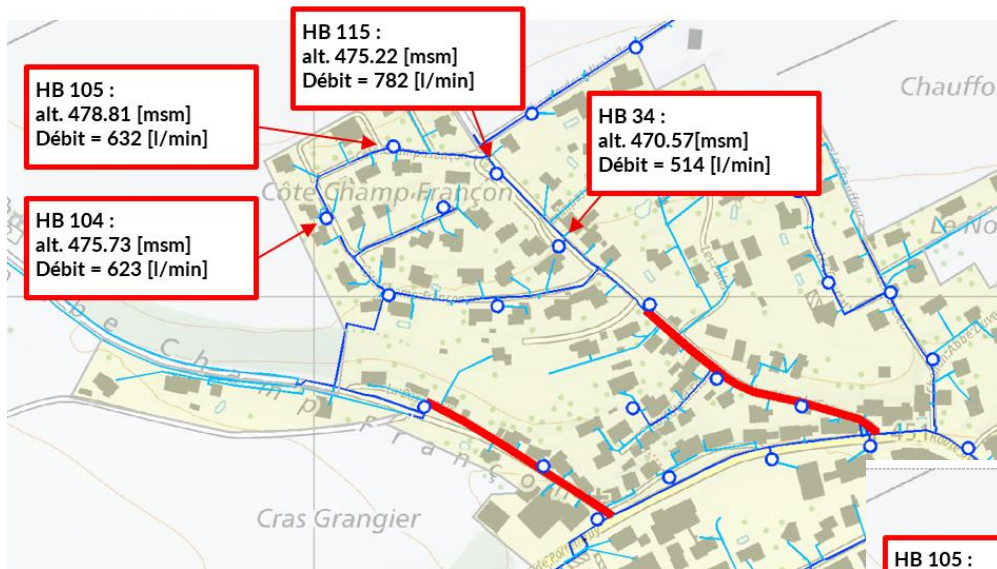 HB 115 :
alt. 475.22 [msm]
Débit = 782 [l/min]
HB 105 :
alt. 478.81 [msm]
Débit = 632 [l/min]
HB 34 :
alt. 470.57[msm]
Débit = 514 [l/min]
Chauffo
Côte Champ Françon
HB 104 :
alt. 475.73 [msm]
Débit = 623 [l/min]
Le No
be Champ Françon
Cras Grangier
HB 105 :